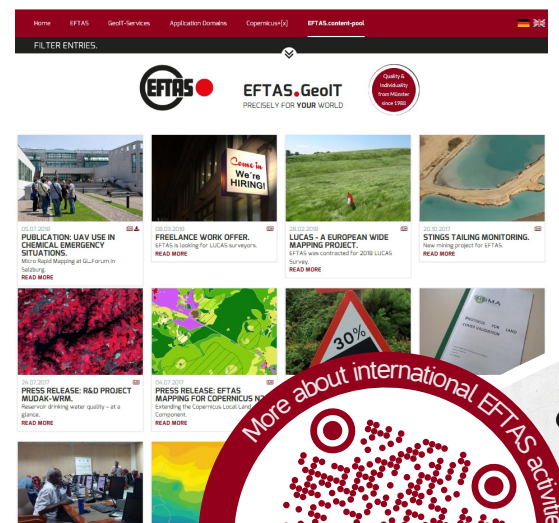 Home EFTAS GeoIT-Services Application Domains Copernicus+[x] EFTAS.content-pool
FILTER ENTRIES.
EFTAS
EFTAS.GeoIT
PRECISELY FOR YOUR WORLD
Quality &
Individuality
from Münster
since 1988
Come in
We're
HIRING!
05.07.2018
PUBLICATION: UAV USE IN
CHEMICAL EMERGENCY
SITUATIONS.
Micro Rapid Mapping at GI_Forum in
Salzburg.
READ MORE
08.03.2018
FREELANCE WORK OFFER.
EFTAS is looking for LUCAS surveyors.
READ MORE
28.02.2018
LUCAS - A EUROPEAN WIDE
MAPPING PROJECT.
EFTAS was contracted for 2018 LUCAS
Survey.
READ MORE
20.10.2017
STINGS TAILING MONITORING.
New mining project for EFTAS.
READ MORE
30%
PROTOCOL FOR LAND
COVER VALIDATION
24.07.2017
PRESS RELEASE: R&D PROJECT
MUDAK-WRM.
Reservoir drinking water quality – at a
glance.
READ MORE
04.07.2017
PRESS RELEASE: EFTAS
MAPPING FOR COPERNICUS
Extending the Copernicus Local Land
Component.
READ MORE
More about international EFTAS